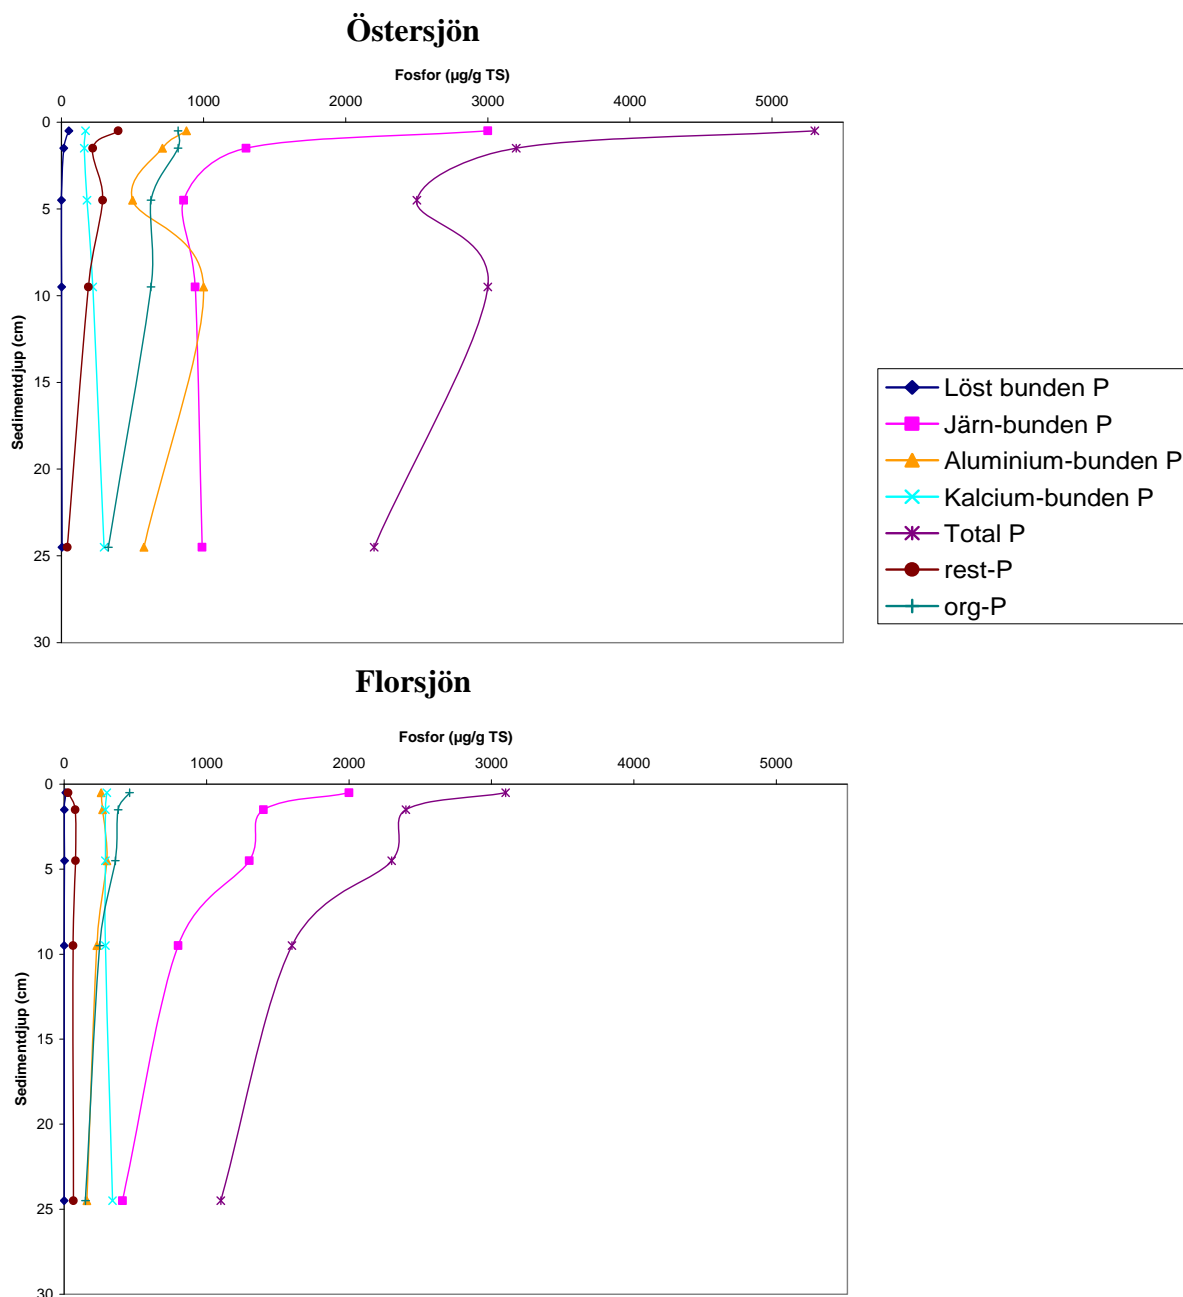 Östersjön
Fosfor (µg/g TS)
0 1000 2000 3000 4000 5000
0
5
10
15
20
25
30
Sedimentdjup (cm)
Löst bunden P
Järn-bunden P
Aluminium-bunden P
Kalcium-bunden P
Total P
rest-P
org-P
Florsjön
Fosfor (µg/g TS)
0 1000 2000 3000 4000 5000
0
5
10
15
20
25
30
Sedimentdjup (cm)